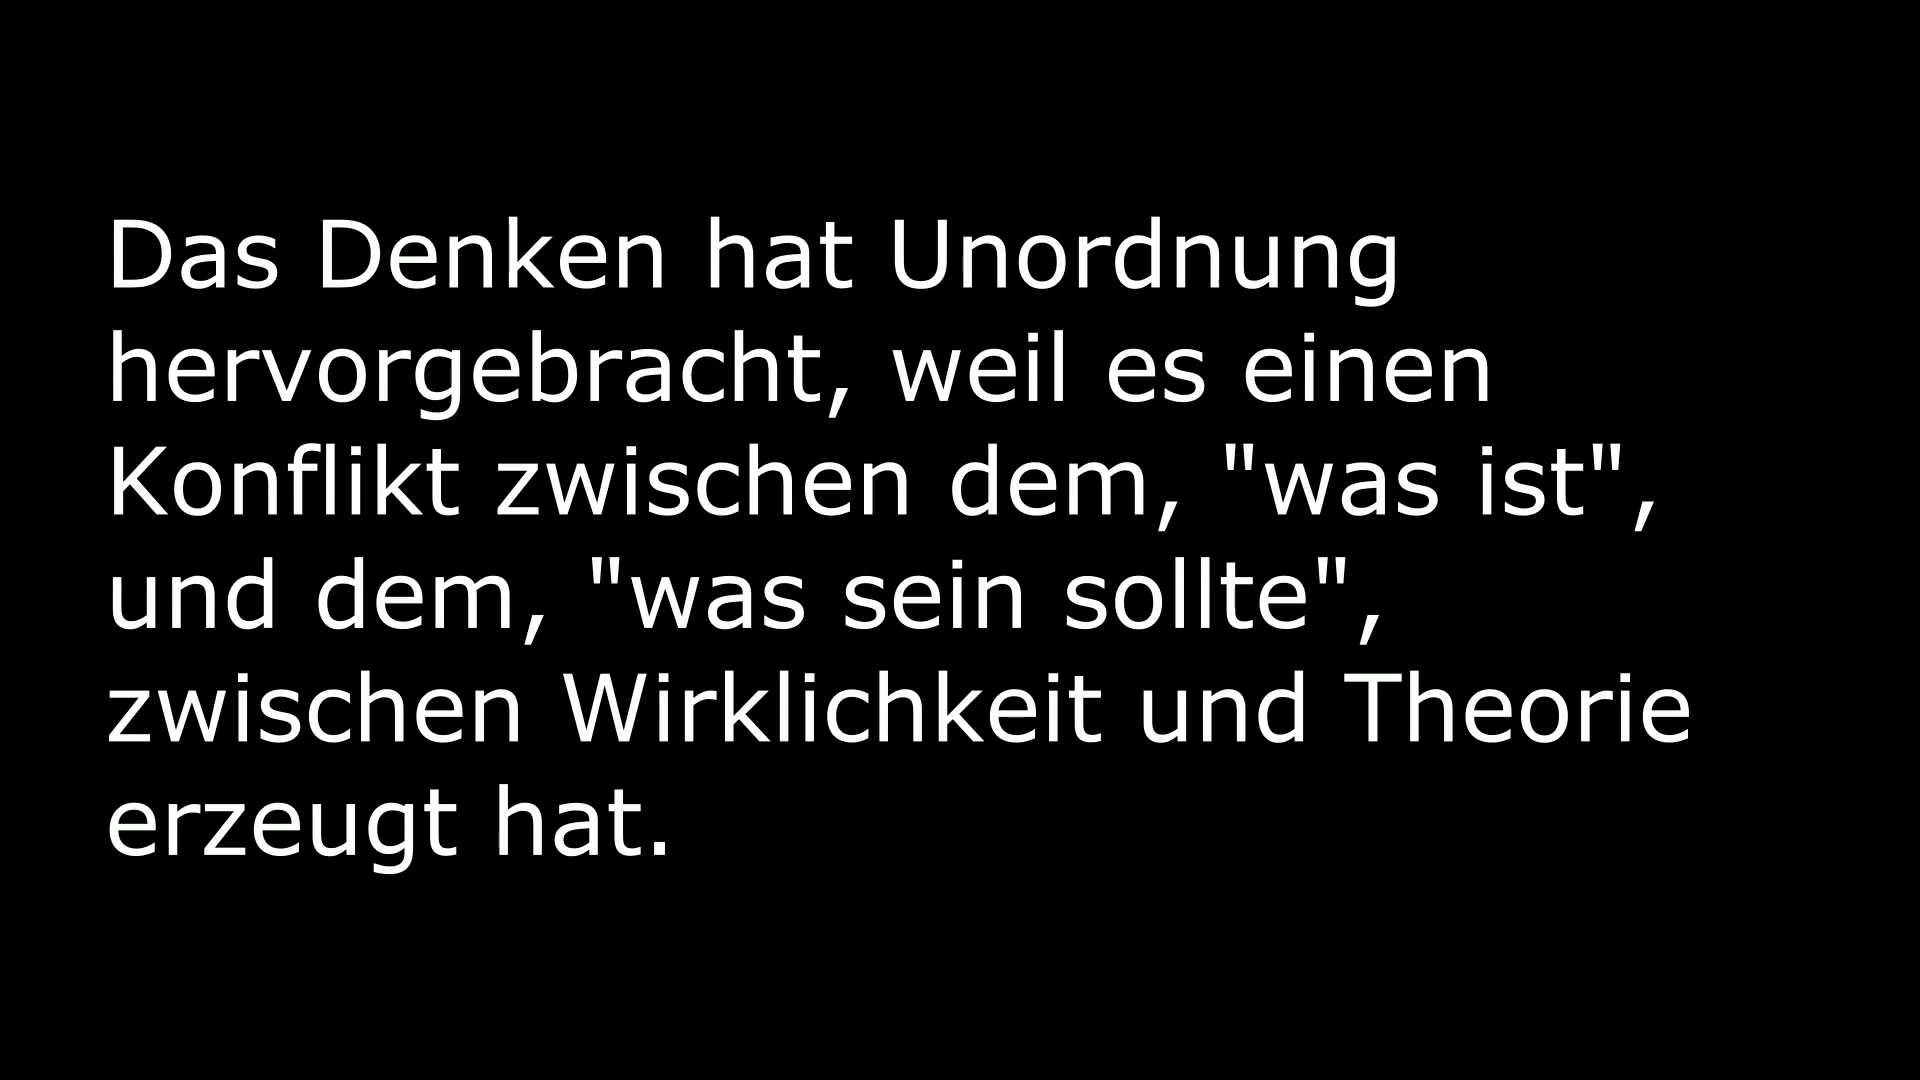 Das Denken hat Unordnung
hervorgebracht, weil es einen
Konflikt zwischen dem, "was ist",
und dem, "was sein sollte",
zwischen Wirklichkeit und Theorie
erzeugt hat.